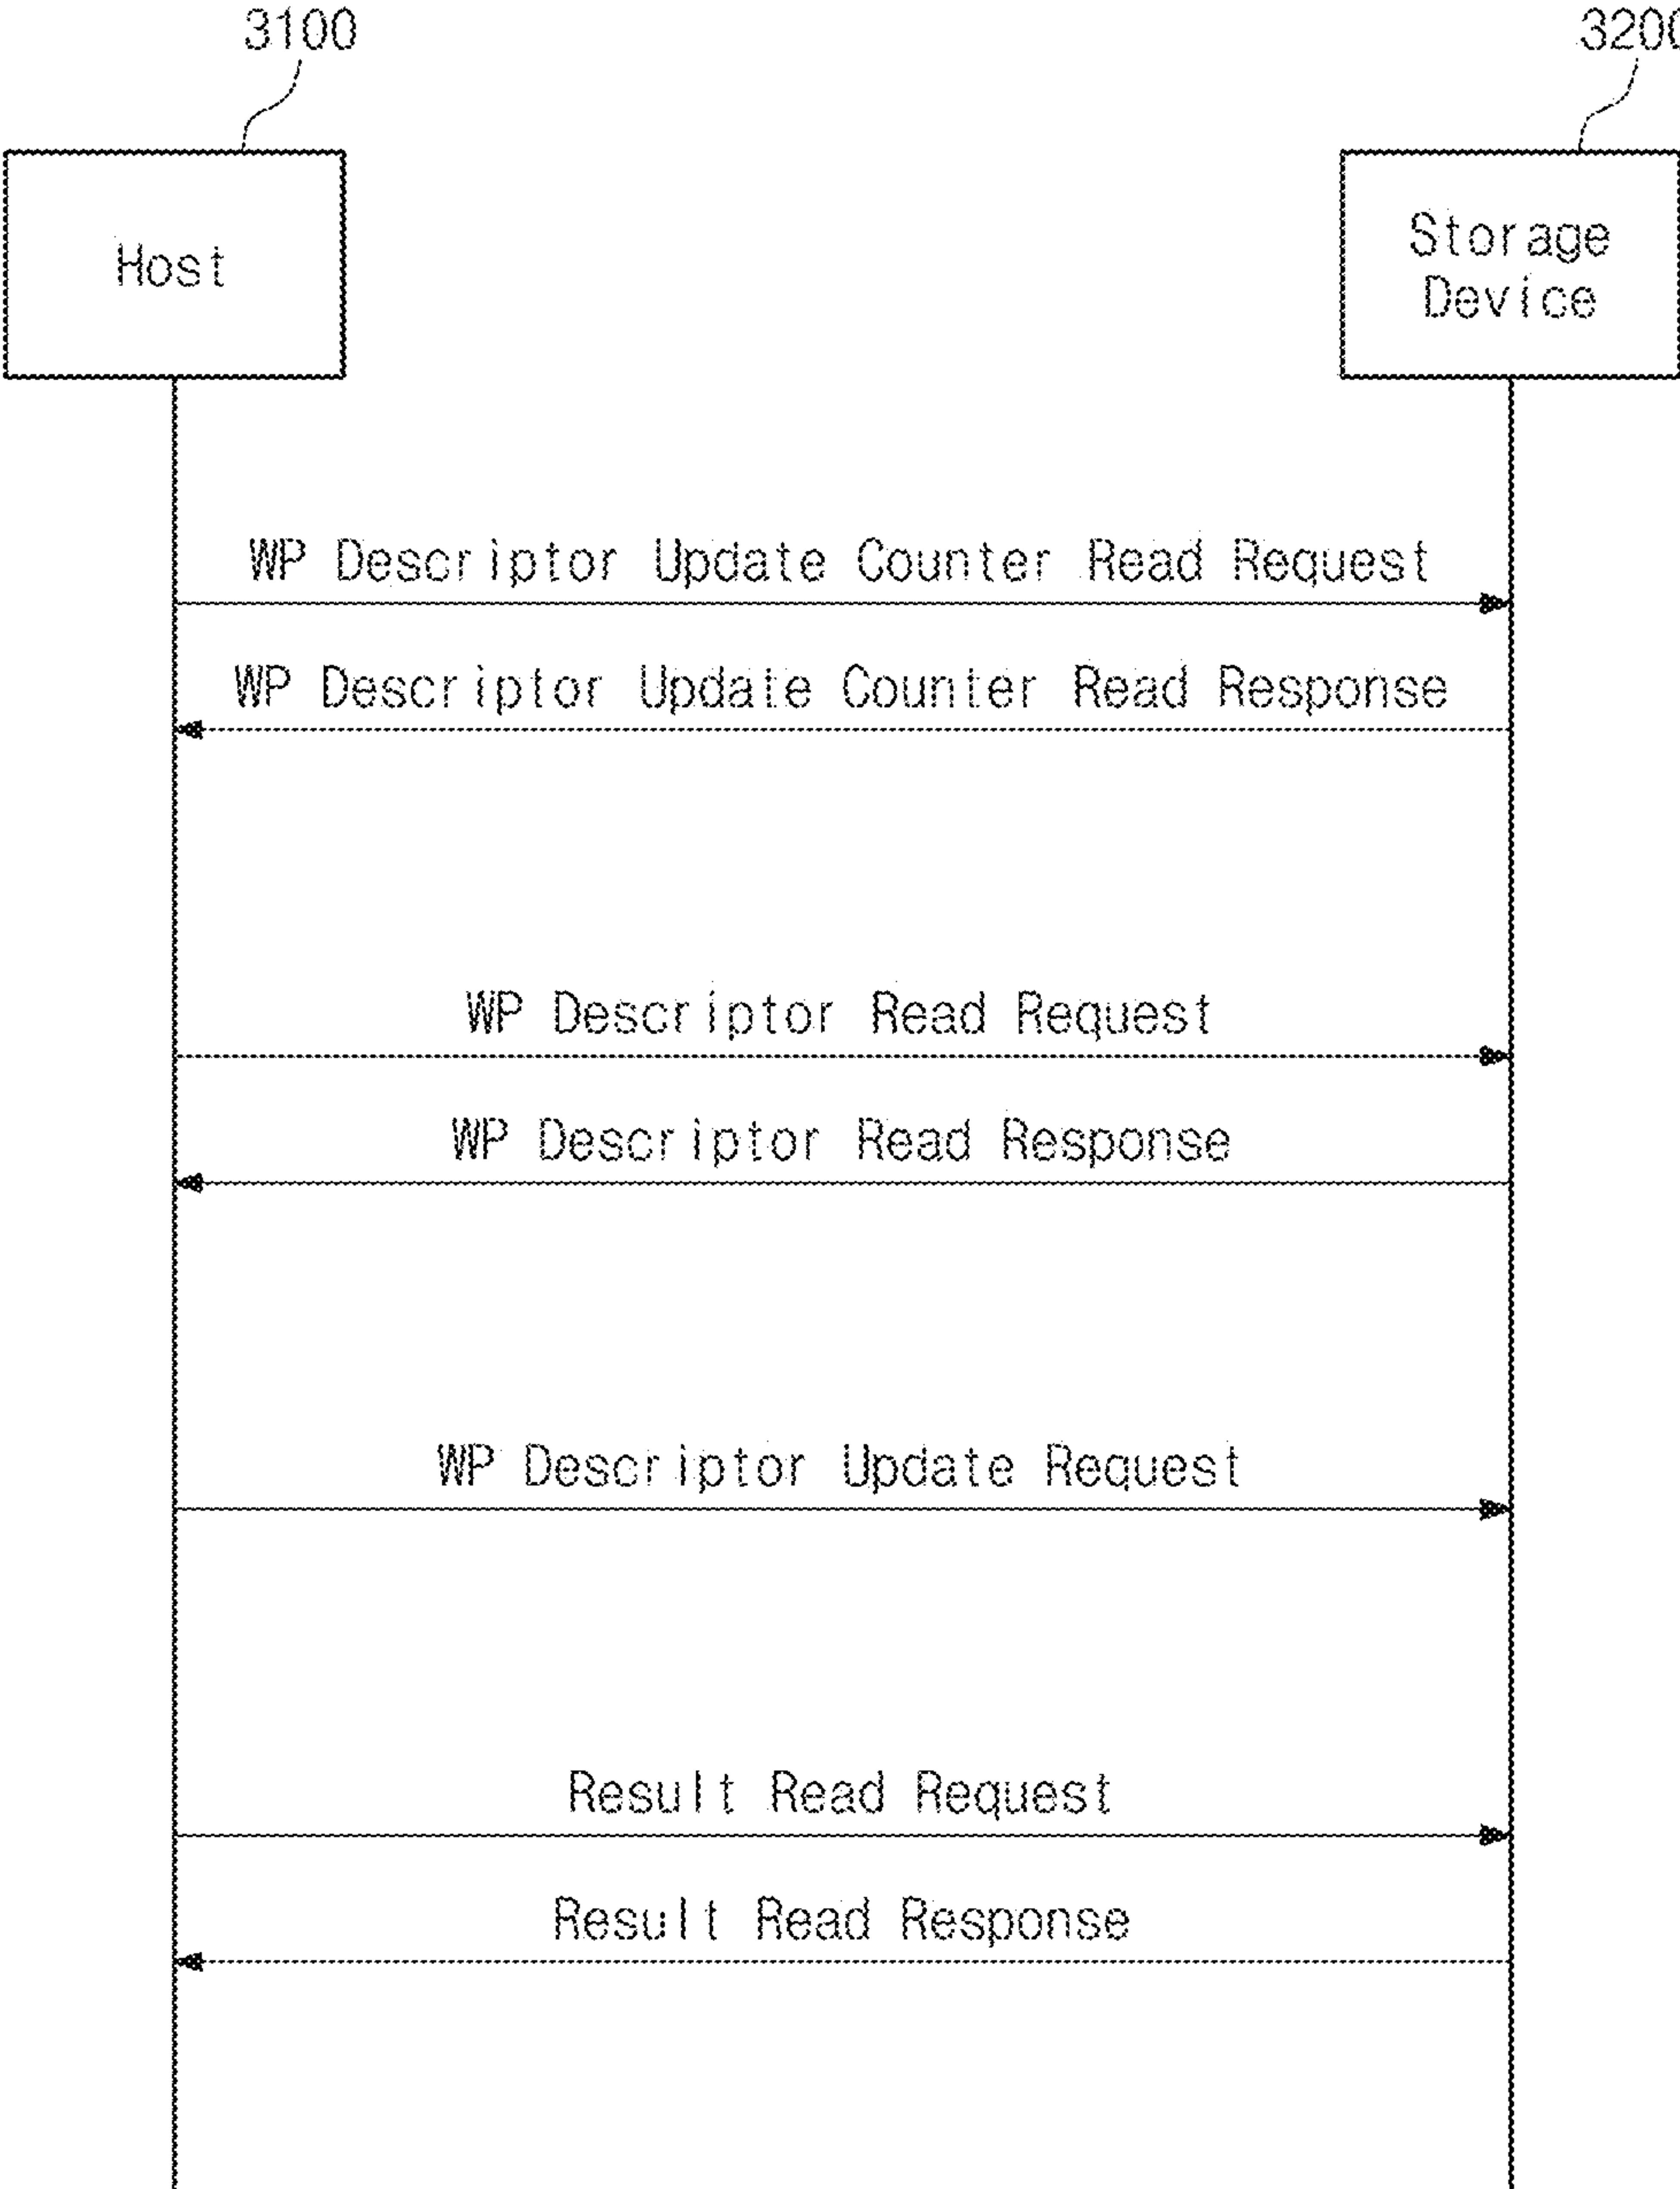 3100
3200
Host
Storage
Device
WP Descriptor Update Counter Read Request
WP Descriptor Update Counter Read Response
WP Descriptor Read Request
WP Descriptor Read Response
WP Descriptor Update Request
Result Read Request
Result Read Response